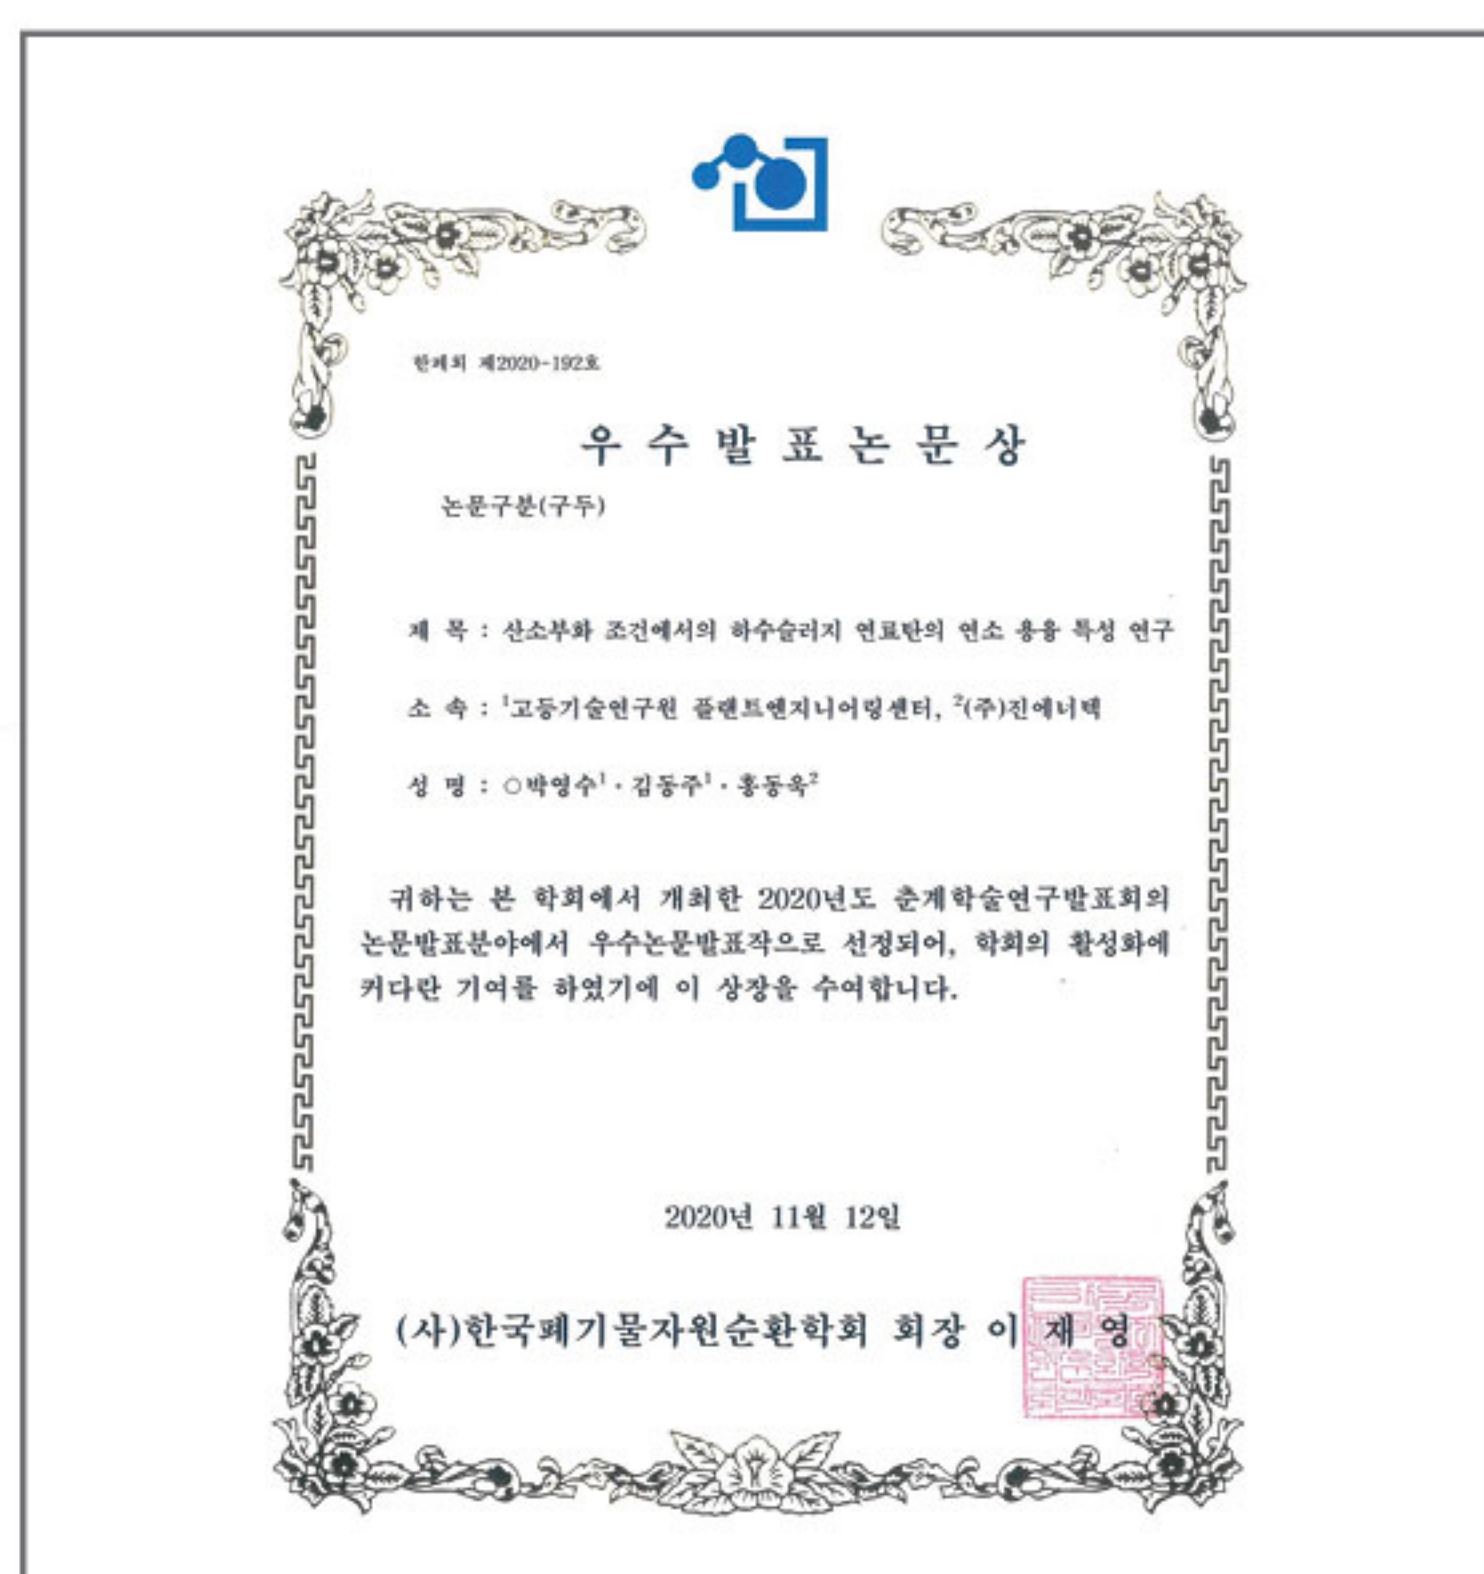 한폐회 제2020-192호
우수발표논문상
논문구분(구두)
제 목 : 산소부화 조건에서의 하수슬러지 연료탄의 연소 용융 특성 연구
소 속 : ¹고등기술연구원 플랜트엔지니어링센터, ²(주)진에너텍
성 명 : ○박영수¹·김동주¹·홍동욱²
귀하는 본 학회에서 개최한 2020년도 춘계학술연구발표회의
논문발표분야에서 우수논문발표작으로 선정되어, 학회의 활성화에
커다란 기여를 하였기에 이 상장을 수여합니다.
2020년 11월 12일
(사)한국폐기물자원순환학회 회장 이 재 영